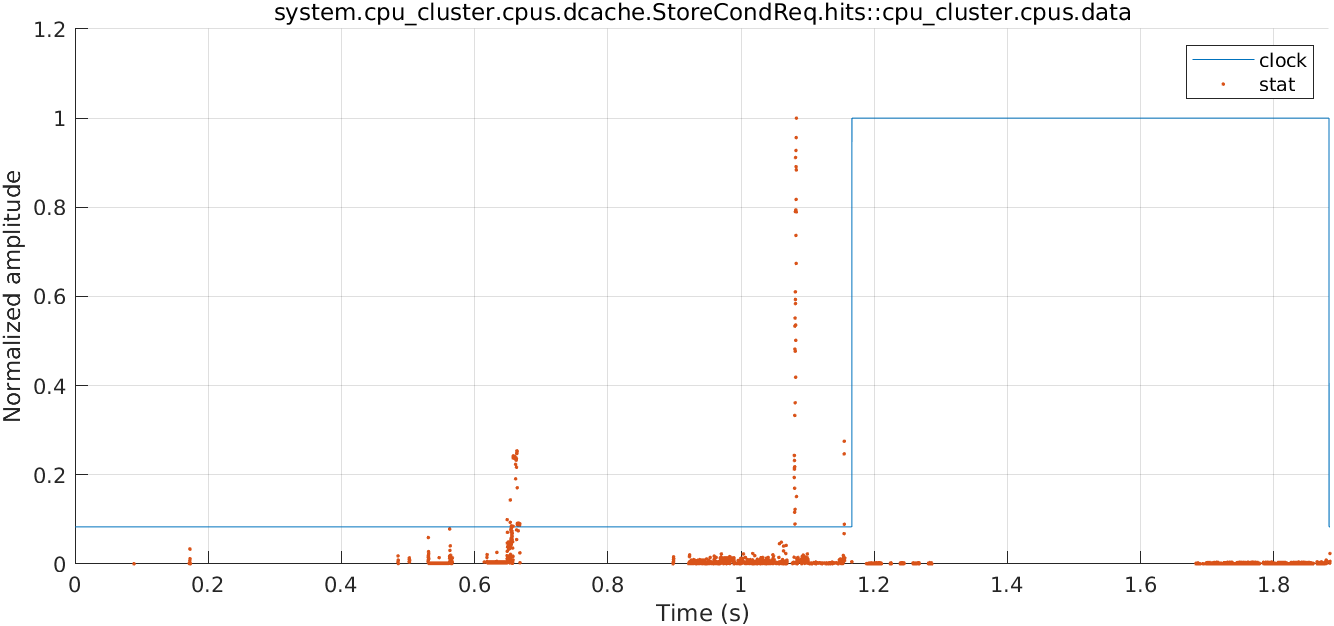 system.cpu_cluster.cpus.dcache.StoreCondReq.hits::cpu_cluster.cpus.data
1.2
1
0.8
0.6
0.4
0.2
0
Normalized amplitude
clock
stat
0 0.2 0.4 0.6 0.8 1 1.2 1.4 1.6 1.8
Time (s)